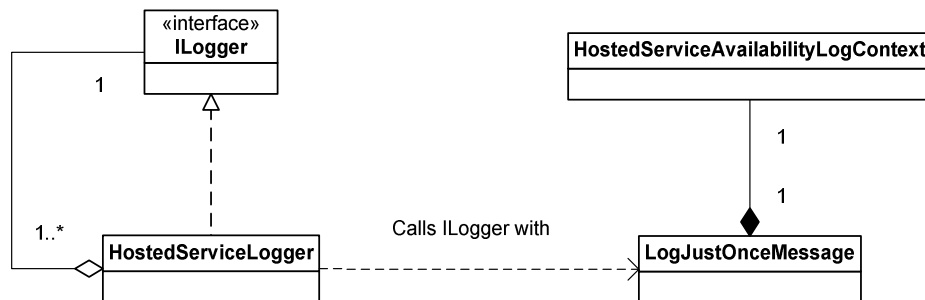 «interface»
ILogger
HostedServiceAvailabilityLogContext
1
1
1
1..*
Calls ILogger with
HostedServiceLogger
LogJustOnceMessage